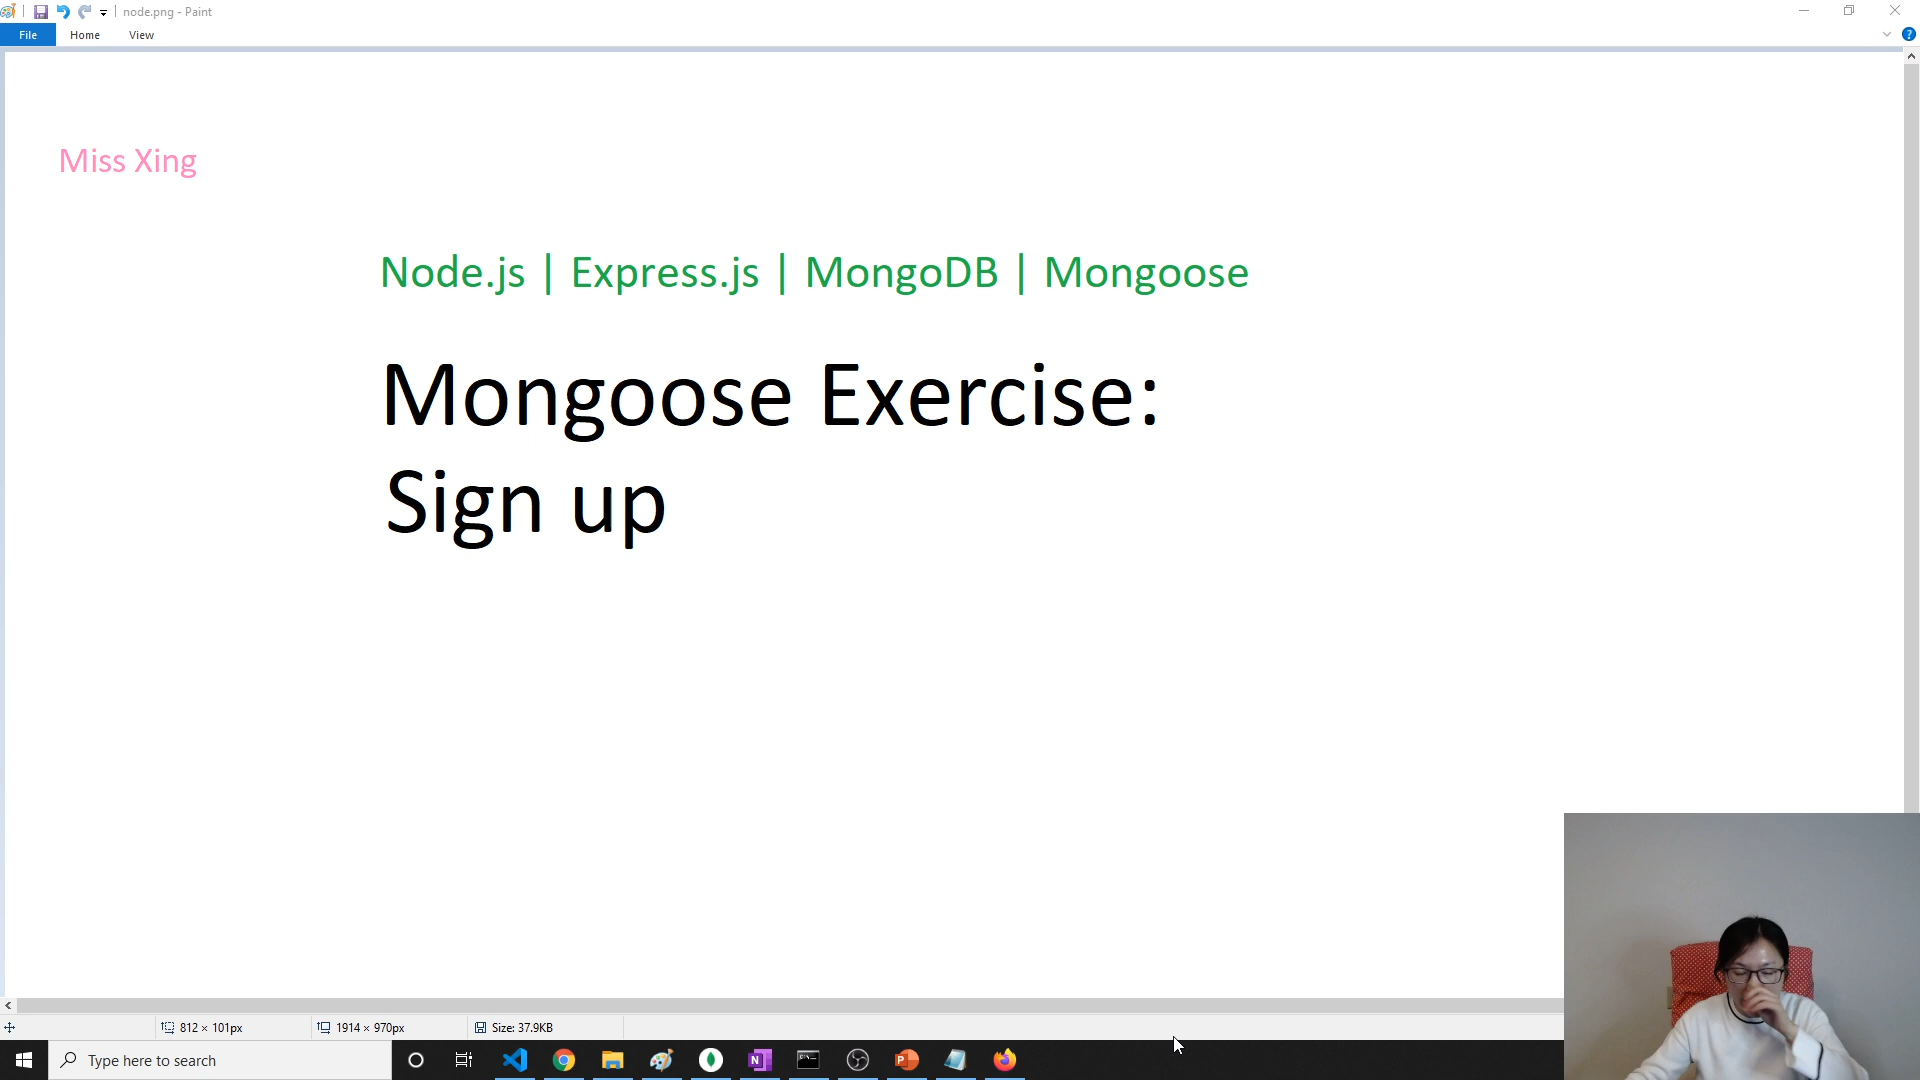 node.png - Paint
File Home View
Miss Xing
Node.js | Express.js | MongoDB | Mongoose
Mongoose Exercise:
Sign up
812 × 101px 1914 × 970px Size: 37.9KB
Type here to search